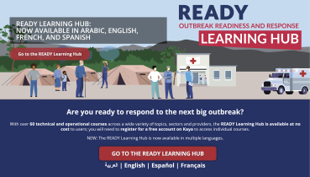 READY LEARNING HUB:
NOW AVAILABLE IN ARABIC, ENGLISH,
FRENCH, AND SPANISH
Go to the READY Learning Hub
READY
OUTBREAK READINESS AND RESPONSE
LEARNING HUB
Are you ready to respond to the next big outbreak?
With over 50 technical and operational courses across a wide variety of topics, sectors and providers, the READY Learning Hub is available at no
cost to users; you will need to register for a free account on Kaya to access individual courses.
NEW: The READY Learning Hub is now available in multiple languages.
GO TO THE READY LEARNING HUB
العربية | English | Español | Français